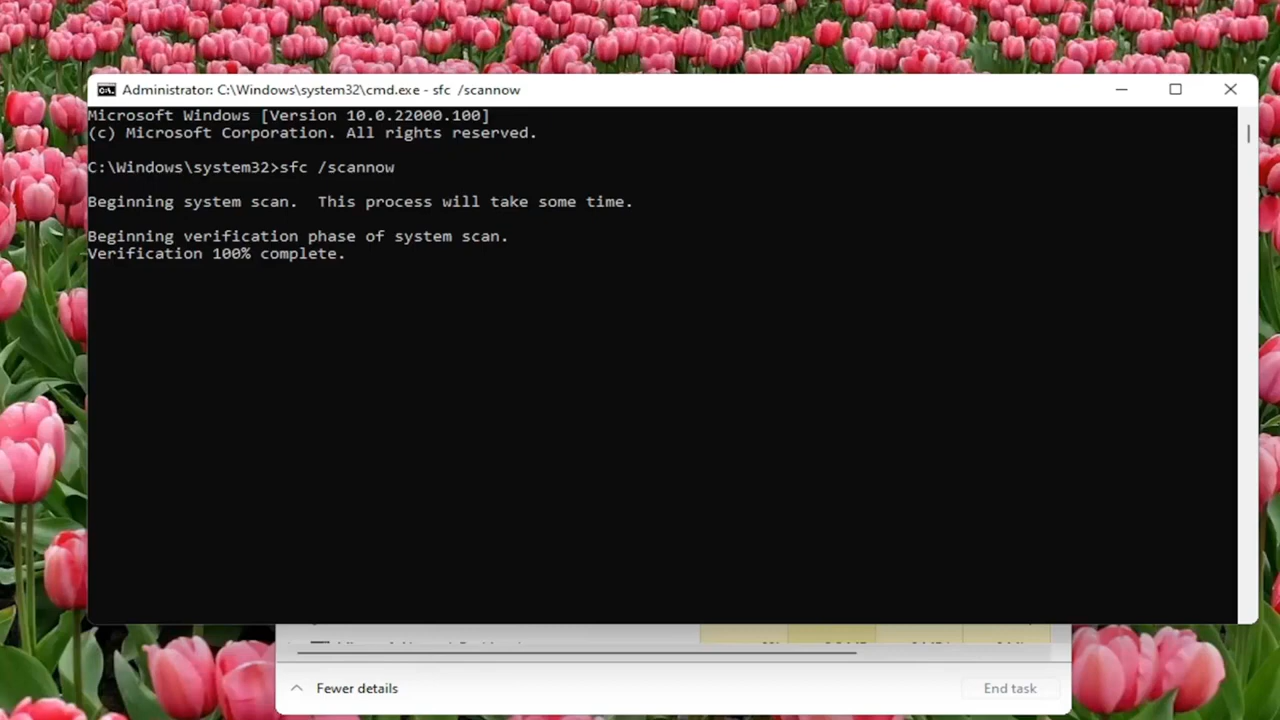 Administrator: C:\Windows\system32\cmd.exe - sfc  /scannow
Microsoft Windows [Version 10.0.22000.100]
(c) Microsoft Corporation. All rights reserved.
C:\Windows\system32>sfc /scannow
Beginning system scan.  This process will take some time.
Beginning verification phase of system scan.
Verification 100% complete.
Fewer details
End task